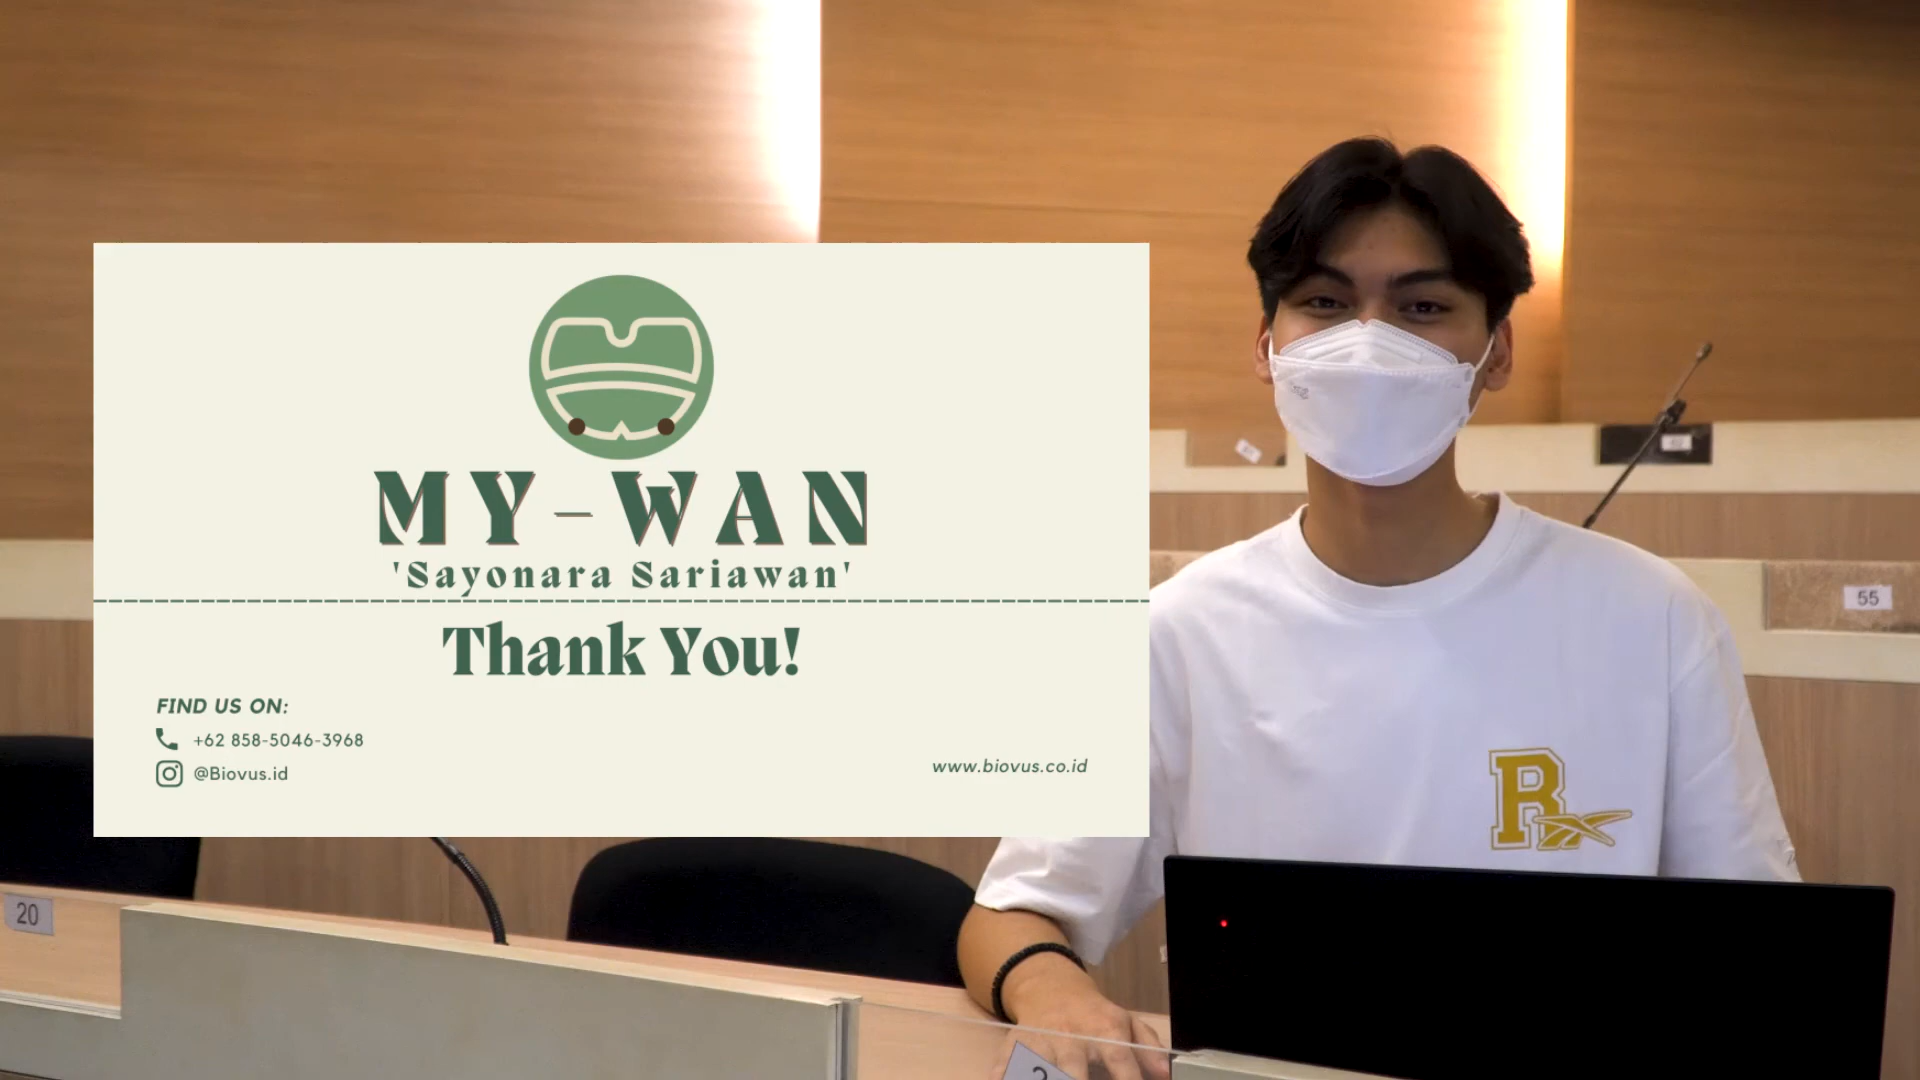 MY-WAN
'Sayonara Sariawan'
Thank You!
FIND US ON:
+62 858-5046-3968
@Biovus.id
www.biovus.co.id
55
20
2
R